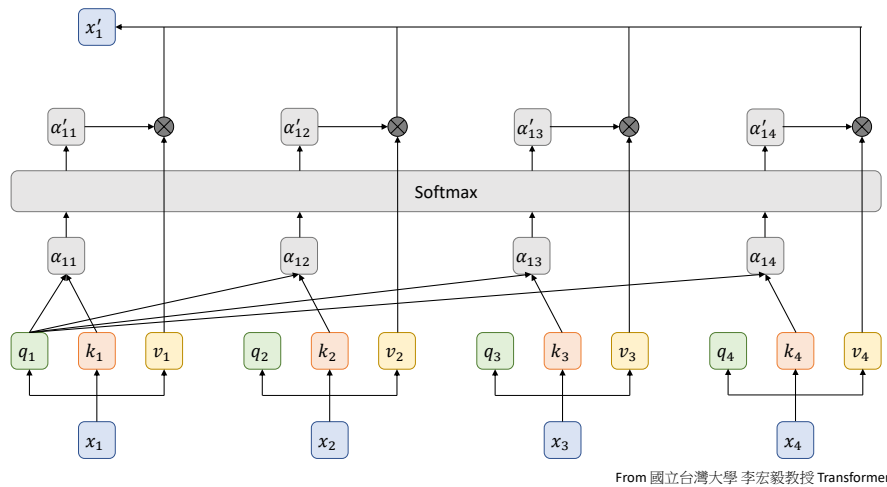 x′₁
α′₁₁ α′₁₂ α′₁₃ α′₁₄
Softmax
α₁₁ α₁₂ α₁₃ α₁₄
q₁ k₁ v₁ q₂ k₂ v₂ q₃ k₃ v₃ q₄ k₄ v₄
x₁ x₂ x₃ x₄
From 國立台灣大學 李宏毅教授 Transformer